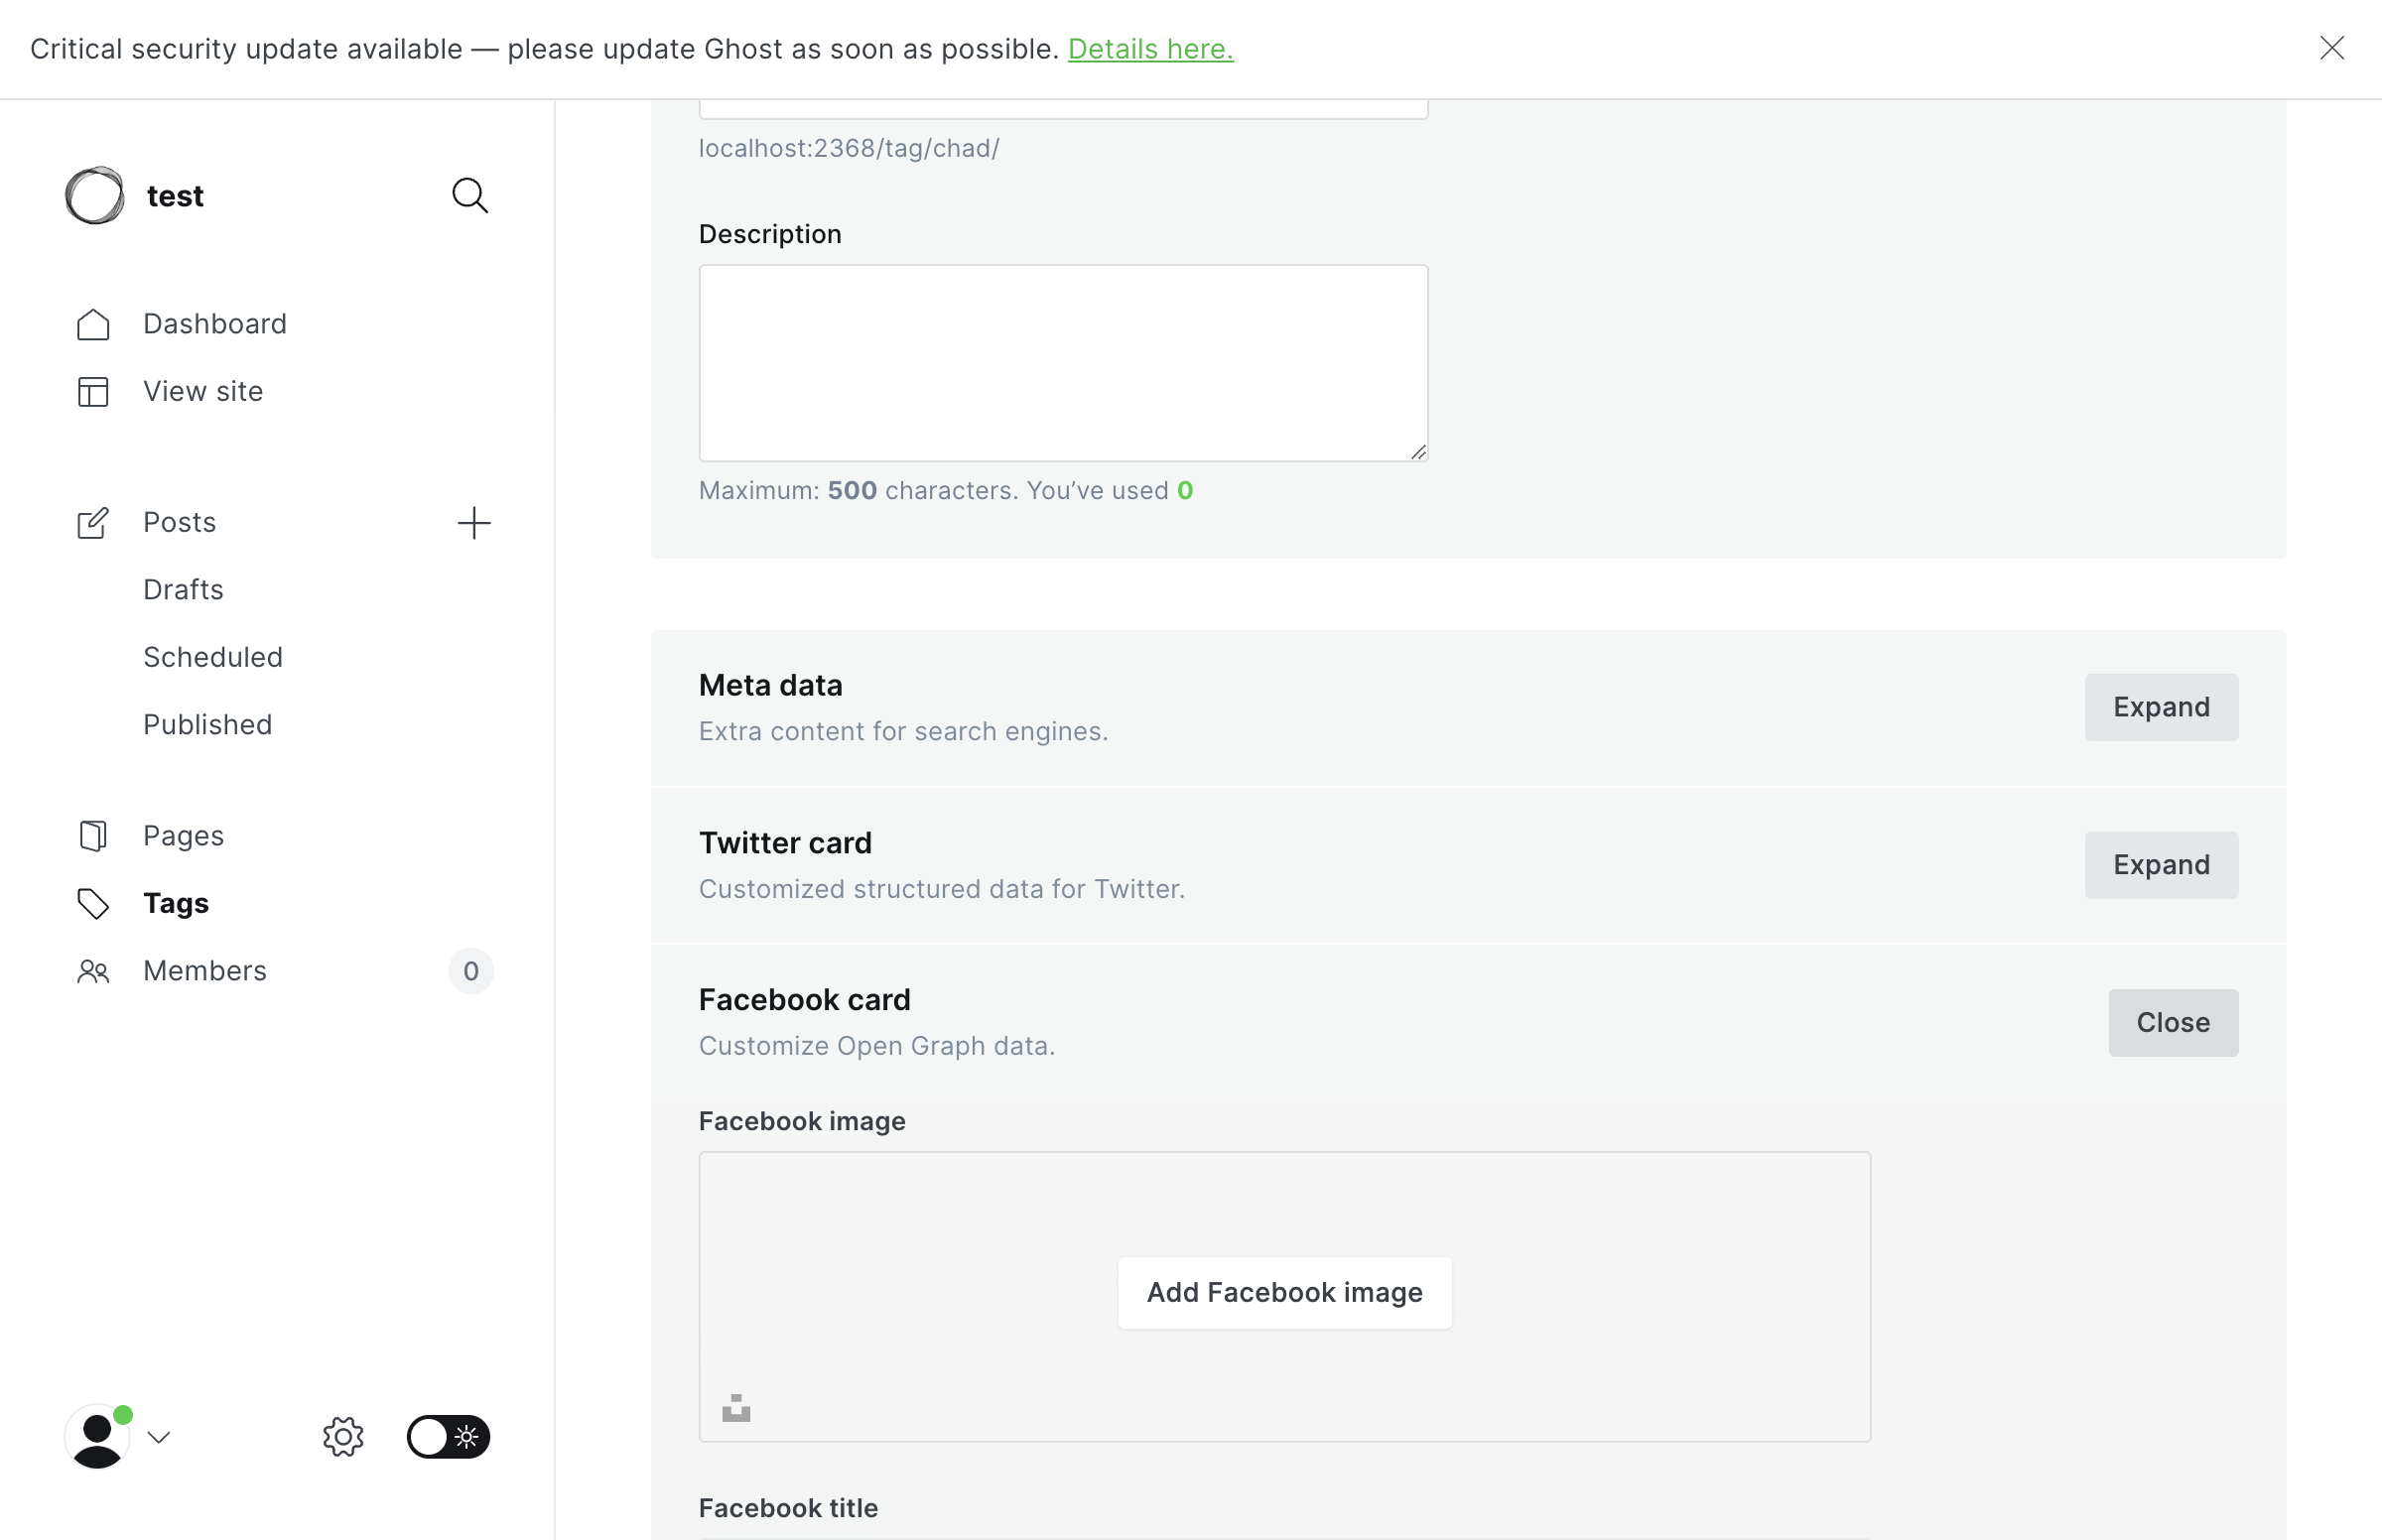 Critical security update available — please update Ghost as soon as possible. Details here.
test
Dashboard
View site
Posts
Drafts
Scheduled
Published
Pages
Tags
Members
0
localhost:2368/tag/chad/
Description
Maximum: 500 characters. You’ve used 0
Meta data
Extra content for search engines.
Expand
Twitter card
Customized structured data for Twitter.
Expand
Facebook card
Customize Open Graph data.
Close
Facebook image
Add Facebook image
Facebook title